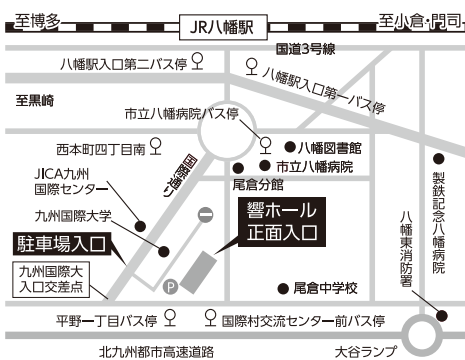 至博多
JR八幡駅
至小倉・門司
国道3号線
八幡駅入口第二バス停
八幡駅入口第一バス停
至黒崎
市立八幡病院バス停
西本町四丁目南
八幡図書館
市立八幡病院
尾倉分館
国際通り
JICA九州
国際センター
九州国際大学
響ホール
正面入口
駐車場入口
九州国際大
入口交差点
P
製鉄記念八幡病院
八幡東消防署
尾倉中学校
平野一丁目バス停
国際村交流センター前バス停
北九州都市高速道路
大谷ランプ